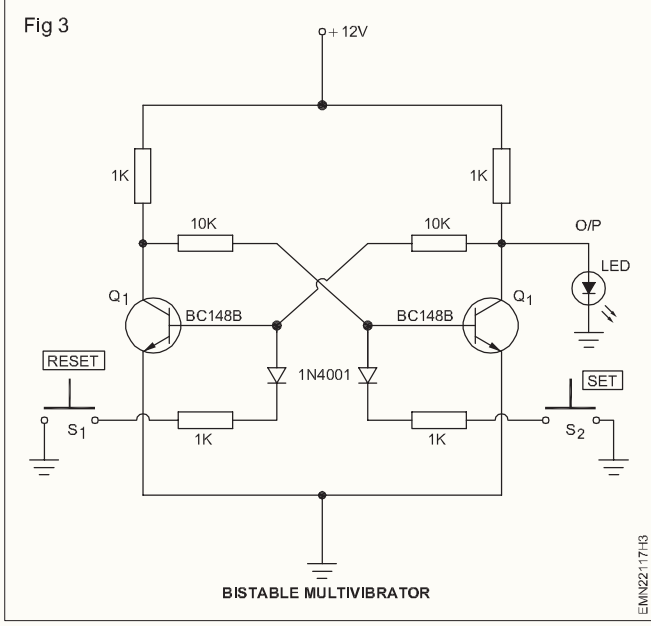 Fig 3
+ 12V
1K
1K
10K
10K
O/P
LED
Q1
BC148B
BC148B
Q1
RESET
1N4001
SET
S1
1K
1K
S2
BISTABLE MULTIVIBRATOR
EMN22117H3